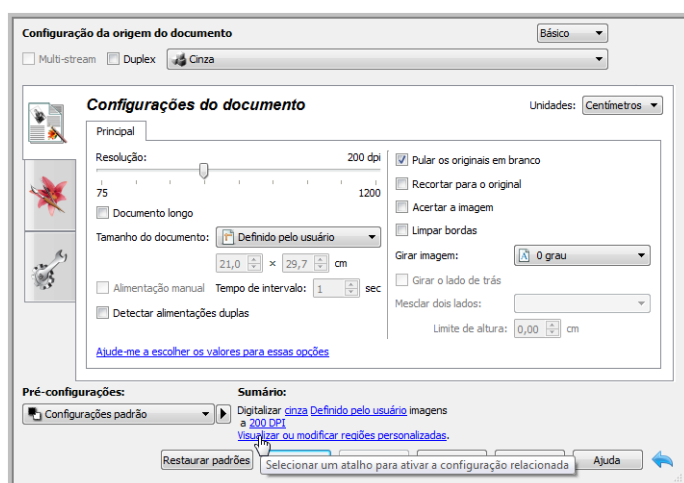 Configuração da origem do documento
Básico
Multi-stream
Duplex
Cinza
Configurações do documento
Unidades:
Centímetros
Principal
Resolução:
200 dpi
75
1200
Documento longo
Tamanho do documento:
Definido pelo usuário
21,0 × 29,7 cm
Alimentação manual
Tempo de intervalo: 1 sec
Detectar alimentações duplas
Ajude-me a escolher os valores para essas opções
Pular os originais em branco
Recortar para o original
Acertar a imagem
Limpar bordas
Girar imagem:
0 grau
Girar o lado de trás
Mesclar dois lados:
Limite de altura: 0,00 cm
Pré-configurações:
Configurações padrão
Sumário:
Digitalizar cinza Definido pelo usuário imagens
a 200 DPI
Visualizar ou modificar regiões personalizadas.
Restaurar padrões
Selecionar um atalho para ativar a configuração relacionada
Ajuda